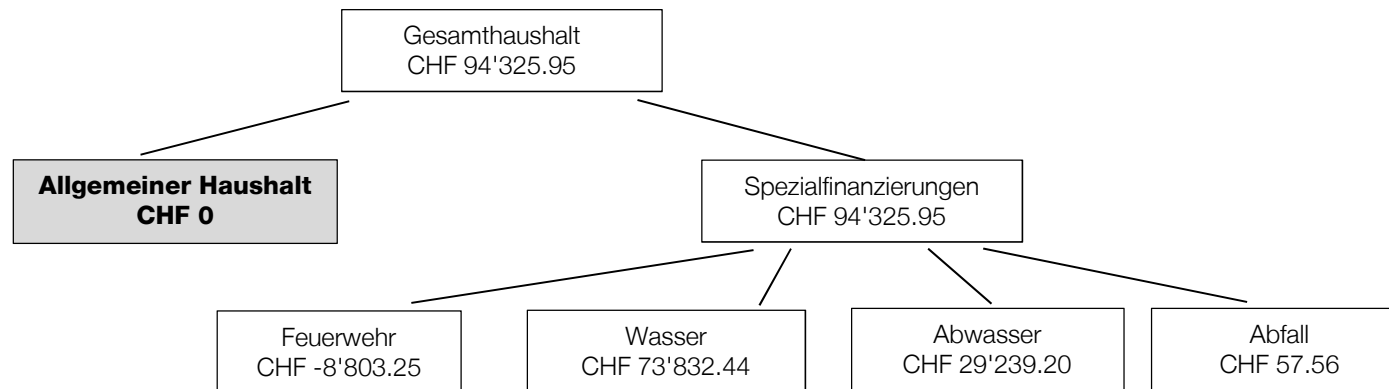 Gesamthaushalt
CHF 94'325.95
Allgemeiner Haushalt
CHF 0
Spezialfinanzierungen
CHF 94'325.95
Feuerwehr
CHF -8'803.25
Wasser
CHF 73'832.44
Abwasser
CHF 29'239.20
Abfall
CHF 57.56